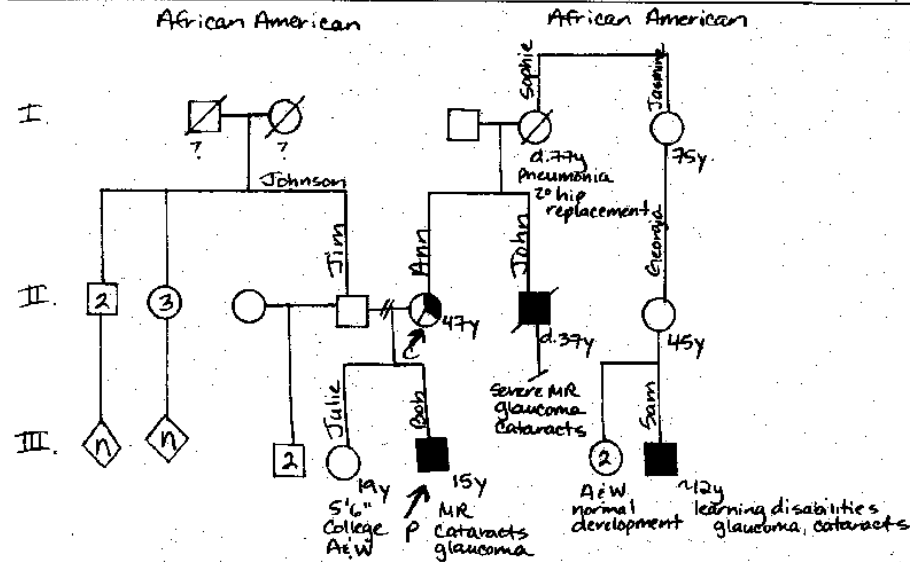 African American
African American
Sophie
Jasmine
I.
?
?
d.77y
pneumonia
2° hip
replacement
75y
Johnson
Jim
Ann
John
Georgia
II.
2
3
47y
C
d.37y
severe MR
glaucoma
cataracts
45y
Julie
Bob
Sam
III.
n
n
2
19y
5'6"
College
A&W
P
15y
MR
cataracts
glaucoma
2
A&W
normal
development
~12y
learning disabilities
glaucoma, cataracts